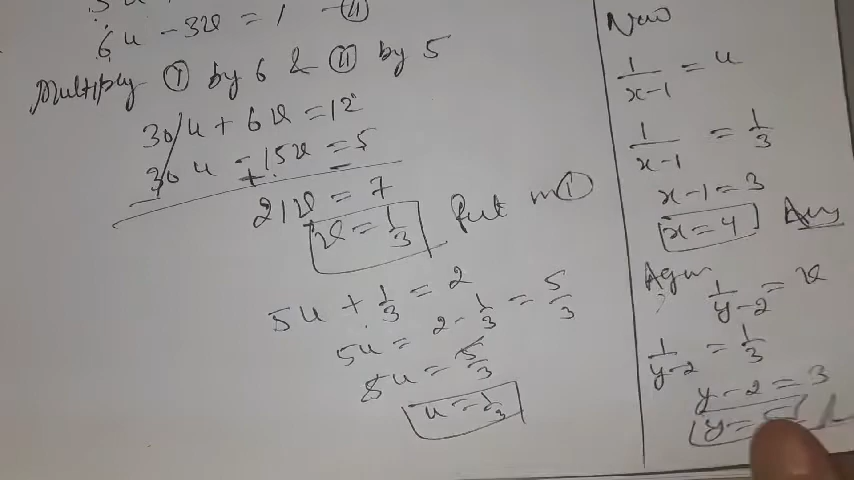 6u - 3v = 1 - (II)
Multiply (I) by 6 & (II) by 5
30u + 6v = 12
30u - 15v = 5
21v = 7
v = 1/3 Put in (I)
5u + 1/3 = 2
5u = 2 - 1/3 = 5/3
5u = 5/3
u = 1/3
Now
1/(x-1) = u
1/(x-1) = 1/3
x-1 = 3
x = 4 Ans
Again
1/(y-2) = v
1/(y-2) = 1/3
y-2 = 3
y =